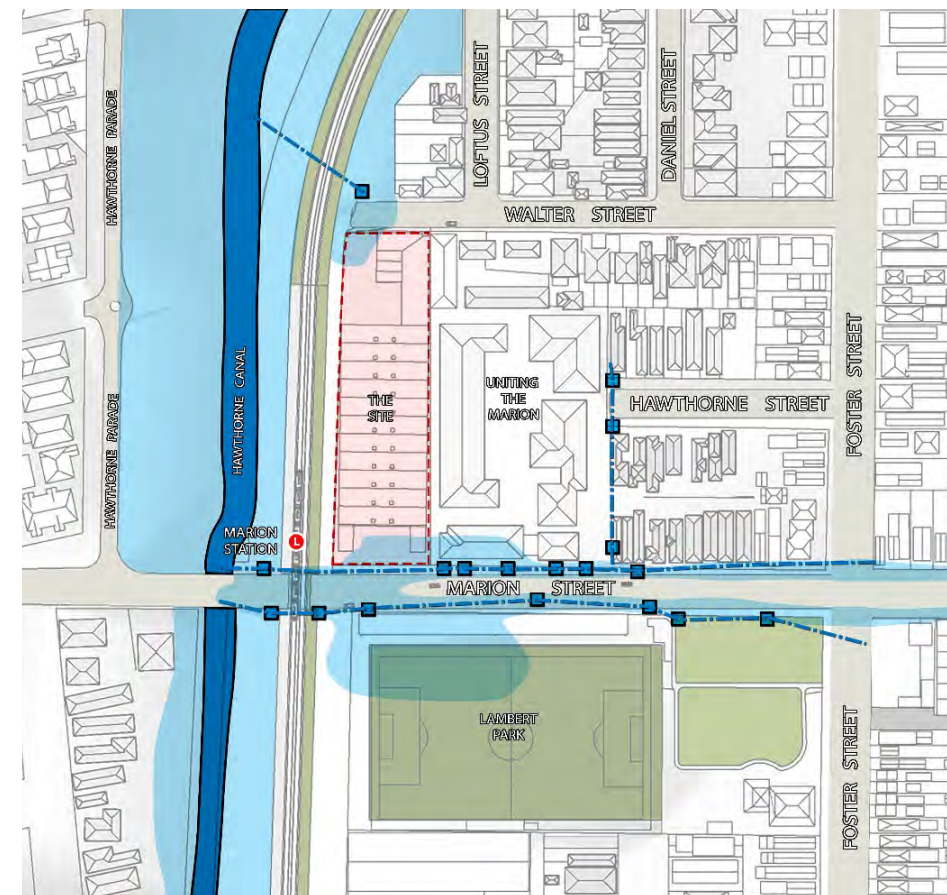 HAWTHORNE PARADE
LOFTUS STREET
DANIEL STREET
WALTER STREET
HAWTHORNE PARADE
HAWTHORNE CANAL
THE
SITE
UNITING
THE
MARION
HAWTHORNE STREET
FOSTER STREET
MARION
STATION
L
MARION STREET
LAMBERT
PARK
FOSTER STREET